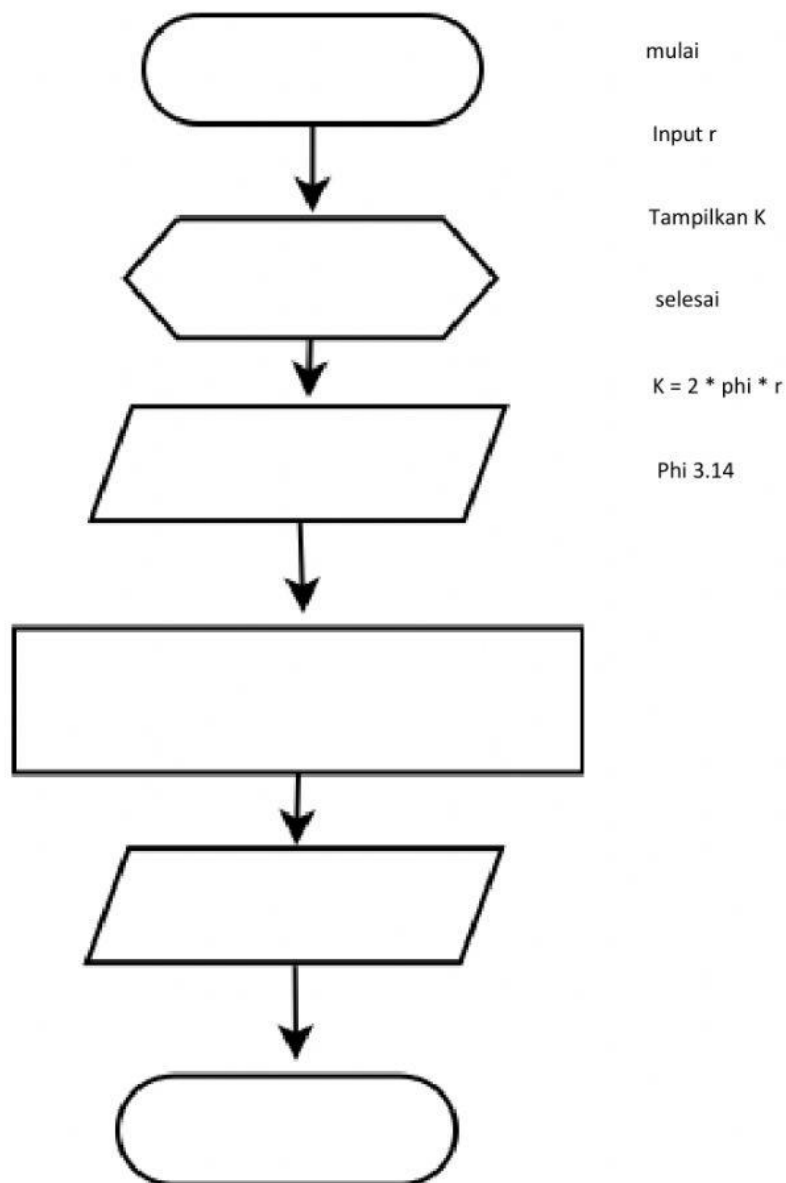 mulai
Input r
Tampilkan K
selesai
K = 2 * phi * r
Phi 3.14